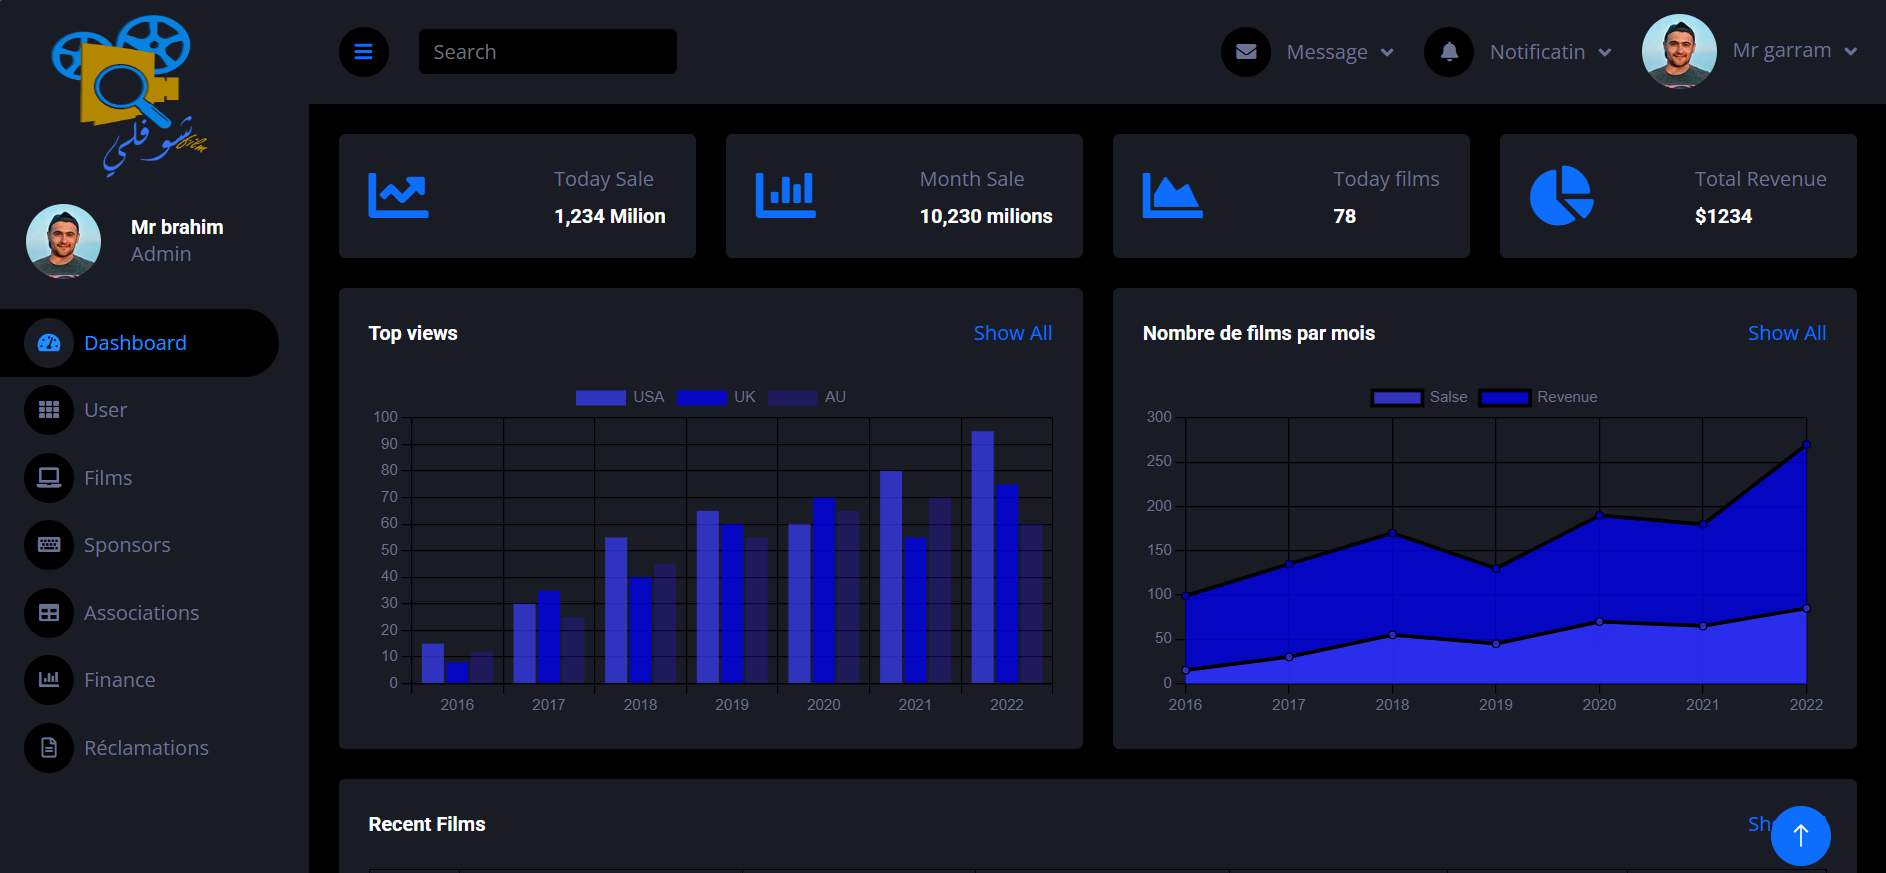 شوفلي film
Mr brahim
Admin
Dashboard
User
Films
Sponsors
Associations
Finance
Réclamations
Search
Message
Notificatin
Mr garram
Today Sale
1,234 Milion
Month Sale
10,230 milions
Today films
78
Total Revenue
$1234
Top views
Show All
USA UK AU
100
90
80
70
60
50
40
30
20
10
0
2016 2017 2018 2019 2020 2021 2022
Nombre de films par mois
Show All
Salse Revenue
300
250
200
150
100
50
0
2016 2017 2018 2019 2020 2021 2022
Recent Films